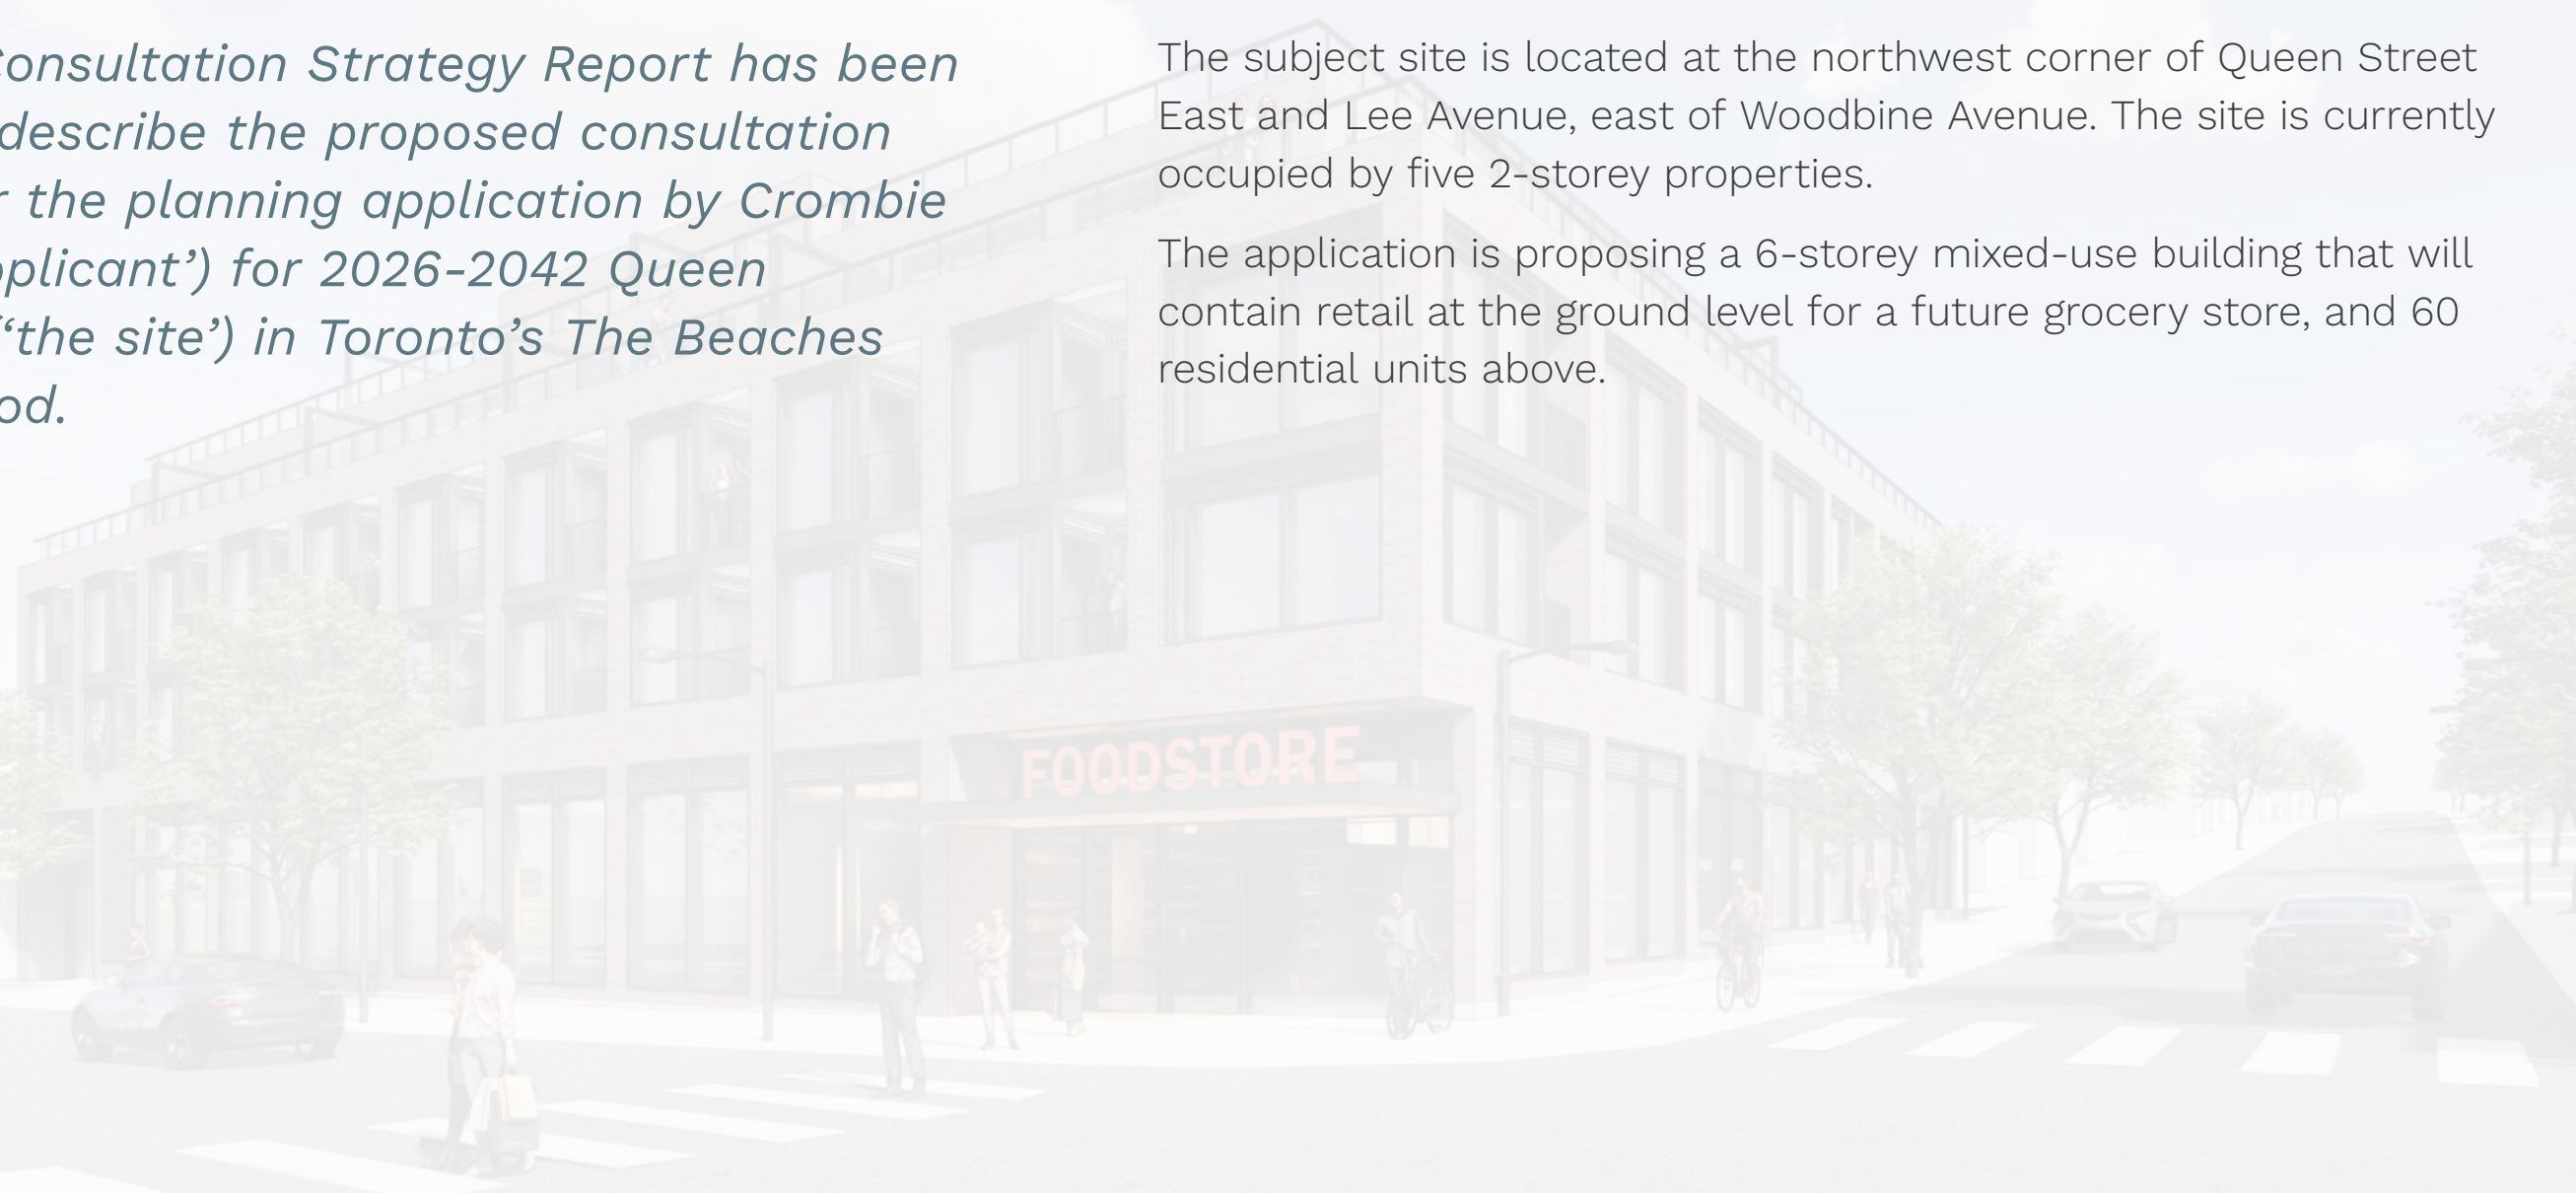 onsultation Strategy Report has been
describe the proposed consultation
r the planning application by Crombie
pplicant’) for 2026-2042 Queen
(‘the site’) in Toronto’s The Beaches
od.
The subject site is located at the northwest corner of Queen Street
East and Lee Avenue, east of Woodbine Avenue. The site is currently
occupied by five 2-storey properties.
The application is proposing a 6-storey mixed-use building that will
contain retail at the ground level for a future grocery store, and 60
residential units above.
FOODSTORE